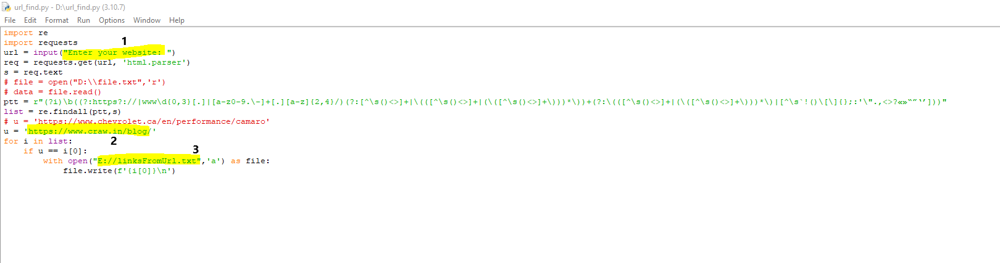 url_find.py - D:\url_find.py (3.10.7)
File Edit Format Run Options Window Help
import re
import requests
1
url = input("Enter your website: ")
req = requests.get(url, 'html.parser')
s = req.text
# file = open("D:\\file.txt",'r')
# data = file.read()
ptt = r"(?i)\b((?:https?://|www\d{0,3}[.]|[a-z0-9.\-]+[.][a-z]{2,4}/)(?:[^\s()<>]+|\(([^\s()<>]+|(\([^\s()<>]+\)))*\))+(?:\(([^\s()<>]+|(\([^\s()<>]+\)))*\)|[^\s`!()\[\]{};:'\".,<>?«»“”‘’]))"
list = re.findall(ptt,s)
# u = 'https://www.chevrolet.ca/en/performance/camaro'
u = 'https://www.craw.in/blog/'
for i in list:
2
if u == i[0]:
3
with open("E://linksFromUrl.txt",'a') as file:
file.write(f'{i[0]}\n')